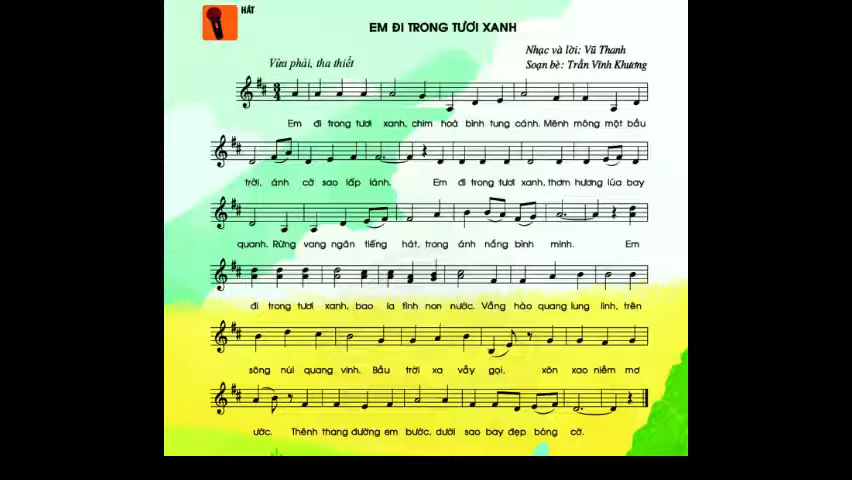 HÁT
EM ĐI TRONG TƯƠI XANH
Nhạc và lời: Vũ Thanh
Vừa phải, tha thiết
Soạn bè: Trần Vĩnh Khương
Em đi trong tươi xanh, chim hoà bình tung cánh. Mênh mông một bầu
trời, ánh cờ sao lấp lánh. Em đi trong tươi xanh, thơm hương lúa bay
quanh. Rừng vang ngân tiếng hát, trong ánh nắng bình minh. Em
đi trong tươi xanh, bao la tình non nước. Vầng hào quang lung linh, trên
sông núi quang vinh. Bầu trời xa vẫy gọi, xôn xao niềm mơ
ước. Thênh thang đường em bước, dưới sao bay đẹp bóng cờ.